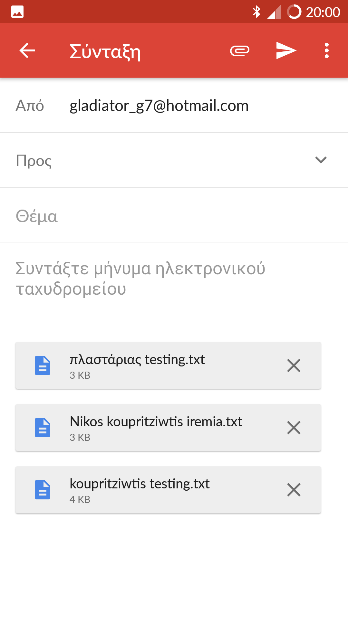 20:00
Σύνταξη
Από gladiator_g7@hotmail.com
Προς
Θέμα
Συντάξτε μήνυμα ηλεκτρονικού
ταχυδρομείου
πλαστάριας testing.txt
3 KB
Nikos koupritziwtis iremia.txt
3 KB
koupritziwtis testing.txt
4 KB